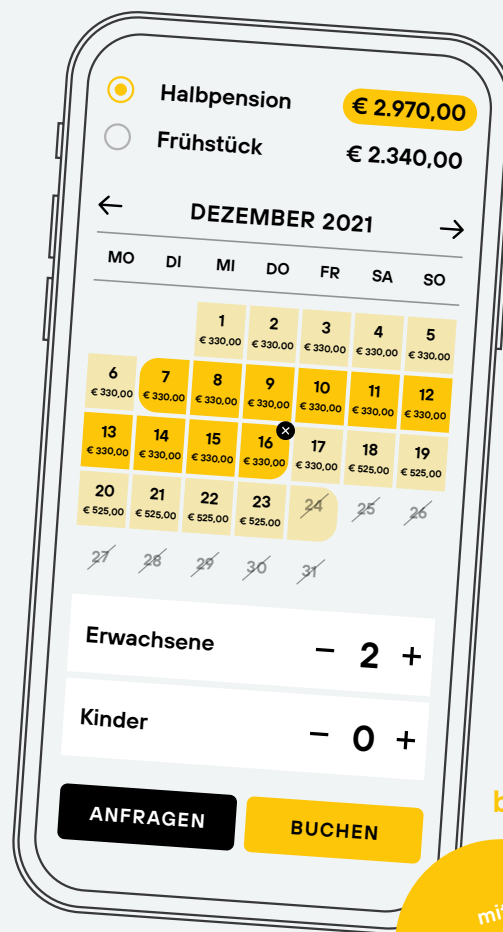 Halbpension € 2.970,00
Frühstück € 2.340,00
← DEZEMBER 2021 →
MO DI MI DO FR SA SO
1 2 3 4 5
€ 330,00 € 330,00 € 330,00 € 330,00 € 330,00
6 7 8 9 10 11 12
€ 330,00 € 330,00 € 330,00 € 330,00 € 330,00 € 330,00 € 330,00
13 14 15 16 17 18 19
€ 330,00 € 330,00 € 330,00 € 330,00 € 330,00 € 525,00 € 525,00
20 21 22 23 24 25 26
€ 525,00 € 525,00 € 525,00 € 525,00
27 28 29 30 31
Erwachsene − 2 +
Kinder − 0 +
ANFRAGEN BUCHEN